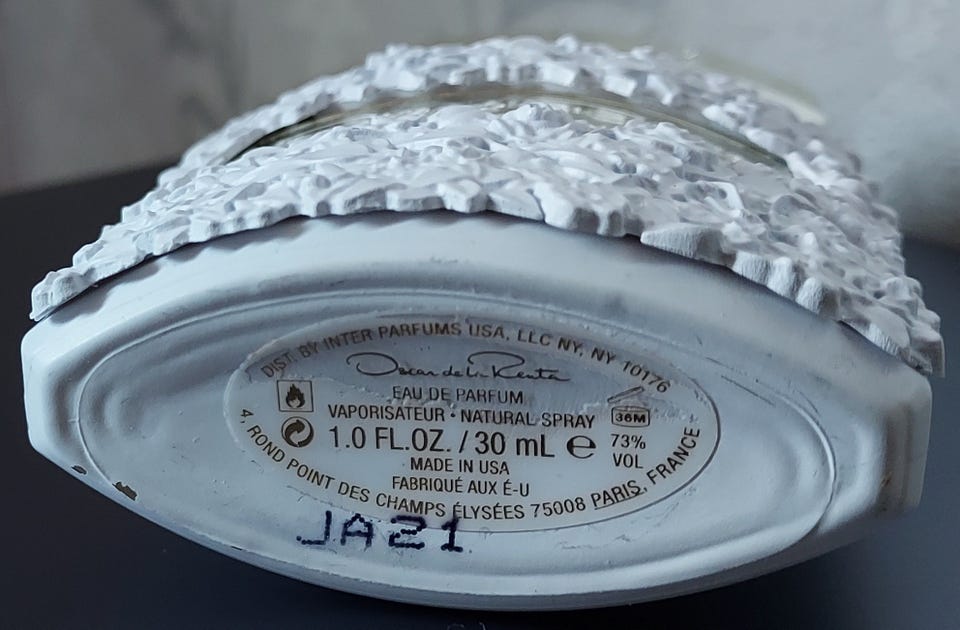 DIST. BY INTER PARFUMS USA, LLC NY, NY 10176
Oscar de la Renta
EAU DE PARFUM
VAPORISATEUR • NATURAL SPRAY
36M
1.0 FL.OZ. / 30 mL ℮
73%
VOL
MADE IN USA
FABRIQUÉ AUX É-U
4, ROND POINT DES CHAMPS ÉLYSÉES 75008 PARIS, FRANCE
JA21